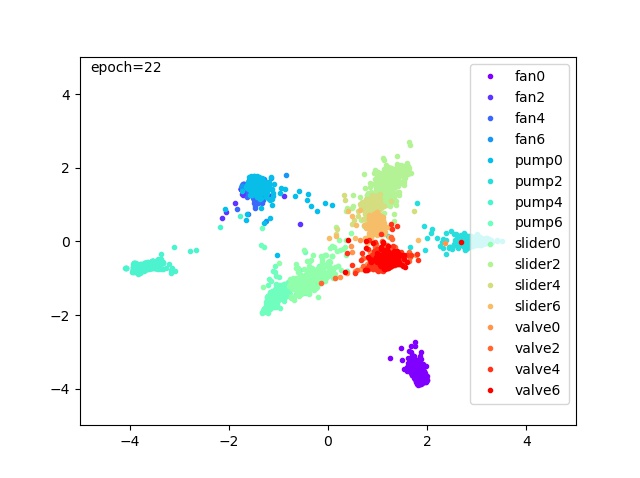 epoch=22
fan0
fan2
fan4
fan6
pump0
pump2
pump4
pump6
slider0
slider2
slider4
slider6
valve0
valve2
valve4
valve6
4
2
0
−2
−4
−4
−2
0
2
4